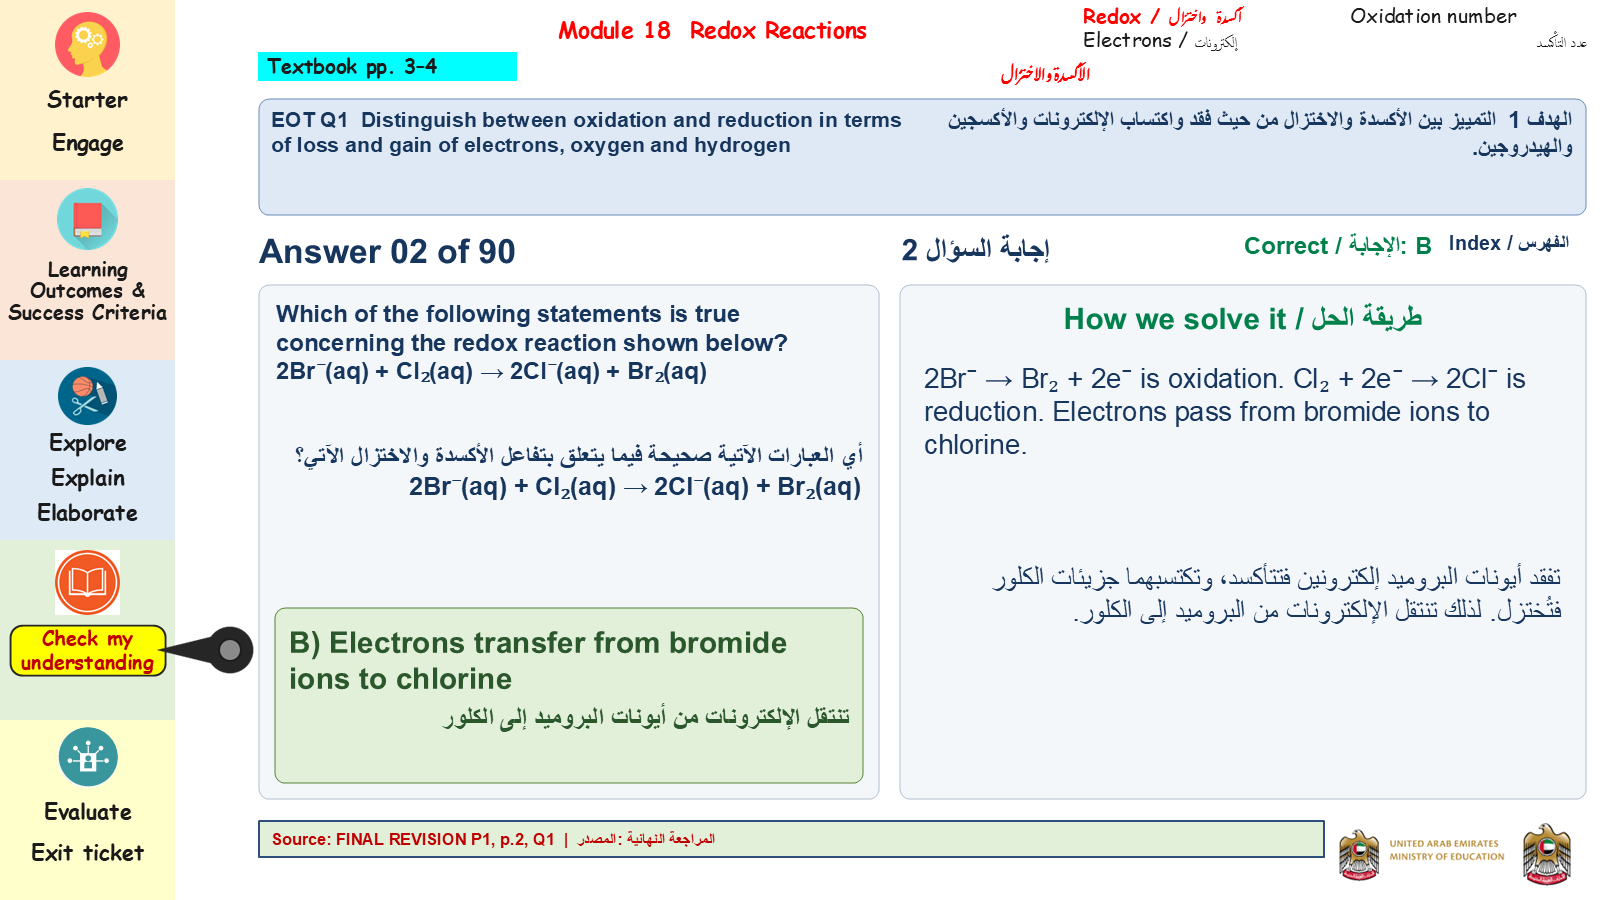 Module 18  Redox Reactions
Redox / أكسدة واختزال
Electrons / إلكترونات
Oxidation number
عدد التأكسد
Textbook pp. 3-4
الأكسدة والاختزال
Starter
Engage
Learning
Outcomes &
Success Criteria
Explore
Explain
Elaborate
Check my
understanding
Evaluate
Exit ticket
EOT Q1  Distinguish between oxidation and reduction in terms
of loss and gain of electrons, oxygen and hydrogen
الهدف 1  التمييز بين الأكسدة والاختزال من حيث فقد واكتساب الإلكترونات والأكسجين
والهيدروجين.
Answer 02 of 90
إجابة السؤال 2
Correct / الإجابة: B
Index / الفهرس
Which of the following statements is true
concerning the redox reaction shown below?
2Br⁻(aq) + Cl₂(aq) → 2Cl⁻(aq) + Br₂(aq)
أي العبارات الآتية صحيحة فيما يتعلق بتفاعل الأكسدة والاختزال الآتي؟
2Br⁻(aq) + Cl₂(aq) → 2Cl⁻(aq) + Br₂(aq)
B) Electrons transfer from bromide
ions to chlorine
تنتقل الإلكترونات من أيونات البروميد إلى الكلور
How we solve it / طريقة الحل
2Br⁻ → Br₂ + 2e⁻ is oxidation. Cl₂ + 2e⁻ → 2Cl⁻ is
reduction. Electrons pass from bromide ions to
chlorine.
تفقد أيونات البروميد إلكترونين فتتأكسد، وتكتسبهما جزيئات الكلور
فتُختزل. لذلك تنتقل الإلكترونات من البروميد إلى الكلور.
Source: FINAL REVISION P1, p.2, Q1  |  المراجعة النهائية :المصدر
UNITED ARAB EMIRATES
MINISTRY OF EDUCATION